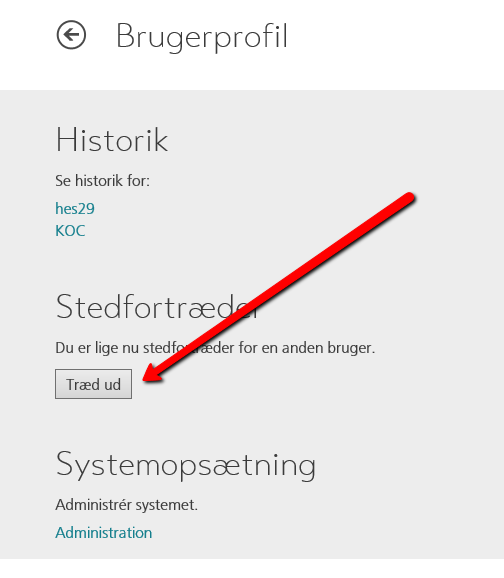 Brugerprofil
Historik
Se historik for:
hes29
KOC
Stedfortræder
Du er lige nu stedfortræder for en anden bruger.
Træd ud
Systemopsætning
Administrér systemet.
Administration